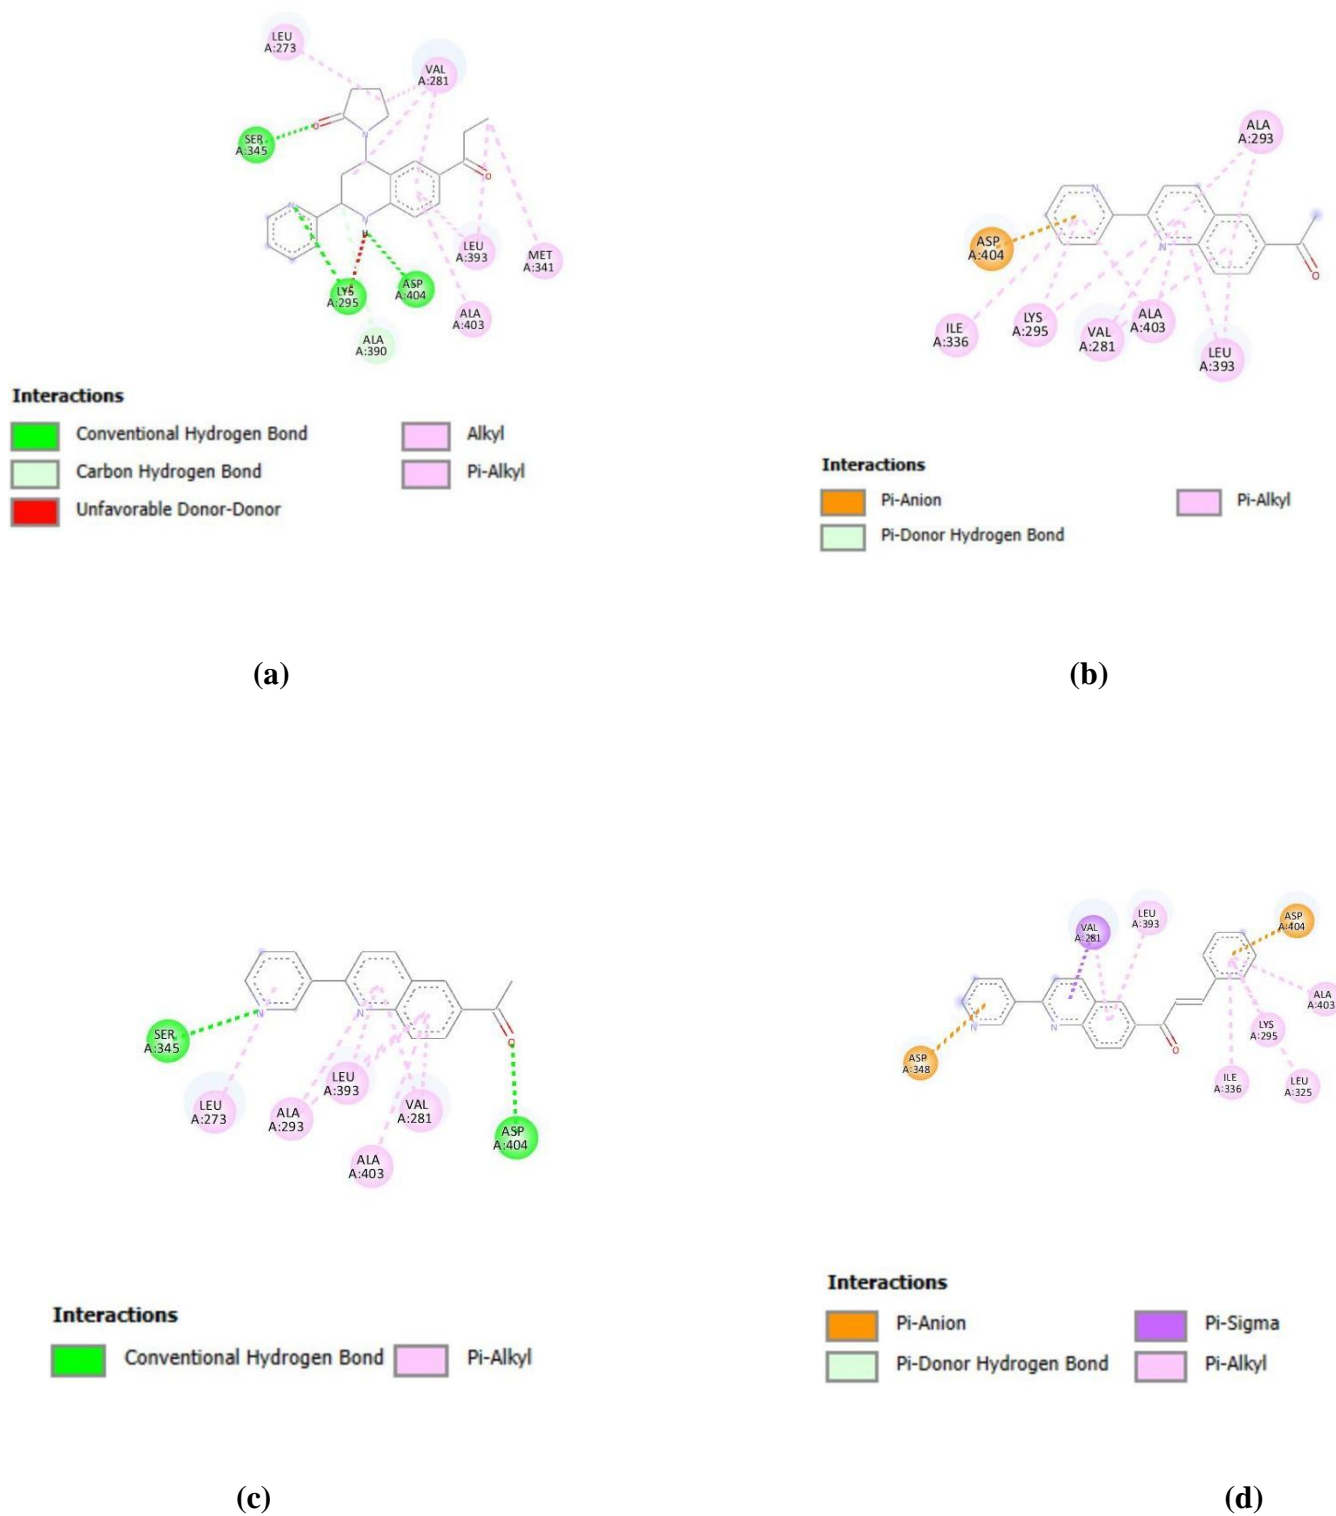 LEU
A:273
VAL
A:281
SER
A:345
O
N
O
N
N
H
LYS
A:295
ASP
A:404
LEU
A:393
MET
A:341
ALA
A:403
ALA
A:390
Interactions
Conventional Hydrogen Bond
Alkyl
Carbon Hydrogen Bond
Pi-Alkyl
Unfavorable Donor-Donor
(a)
ALA
A:293
N
ASP
A:404
N
O
ILE
A:336
LYS
A:295
VAL
A:281
ALA
A:403
LEU
A:393
Interactions
Pi-Anion
Pi-Alkyl
Pi-Donor Hydrogen Bond
(b)
SER
A:345
N
N
O
LEU
A:273
ALA
A:293
LEU
A:393
VAL
A:281
ALA
A:403
ASP
A:404
Interactions
Conventional Hydrogen Bond
Pi-Alkyl
(c)
VAL
A:281
LEU
A:393
ASP
A:404
N
N
O
ASP
A:348
ALA
A:403
LYS
A:295
ILE
A:336
LEU
A:325
Interactions
Pi-Anion
Pi-Sigma
Pi-Donor Hydrogen Bond
Pi-Alkyl
(d)